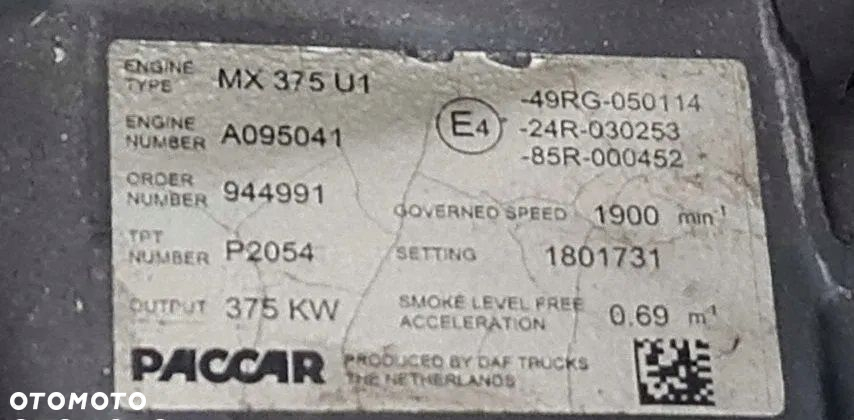 ENGINE TYPE MX 375 U1
ENGINE NUMBER A095041
ORDER NUMBER 944991
TPT NUMBER P2054
OUTPUT 375 KW
E4
-49RG-050114
-24R-030253
-85R-000452
GOVERNED SPEED 1900 min⁻¹
SETTING 1801731
SMOKE LEVEL FREE ACCELERATION 0.69 m⁻¹
PACCAR
PRODUCED BY DAF TRUCKS
THE NETHERLANDS
OTOMOTO